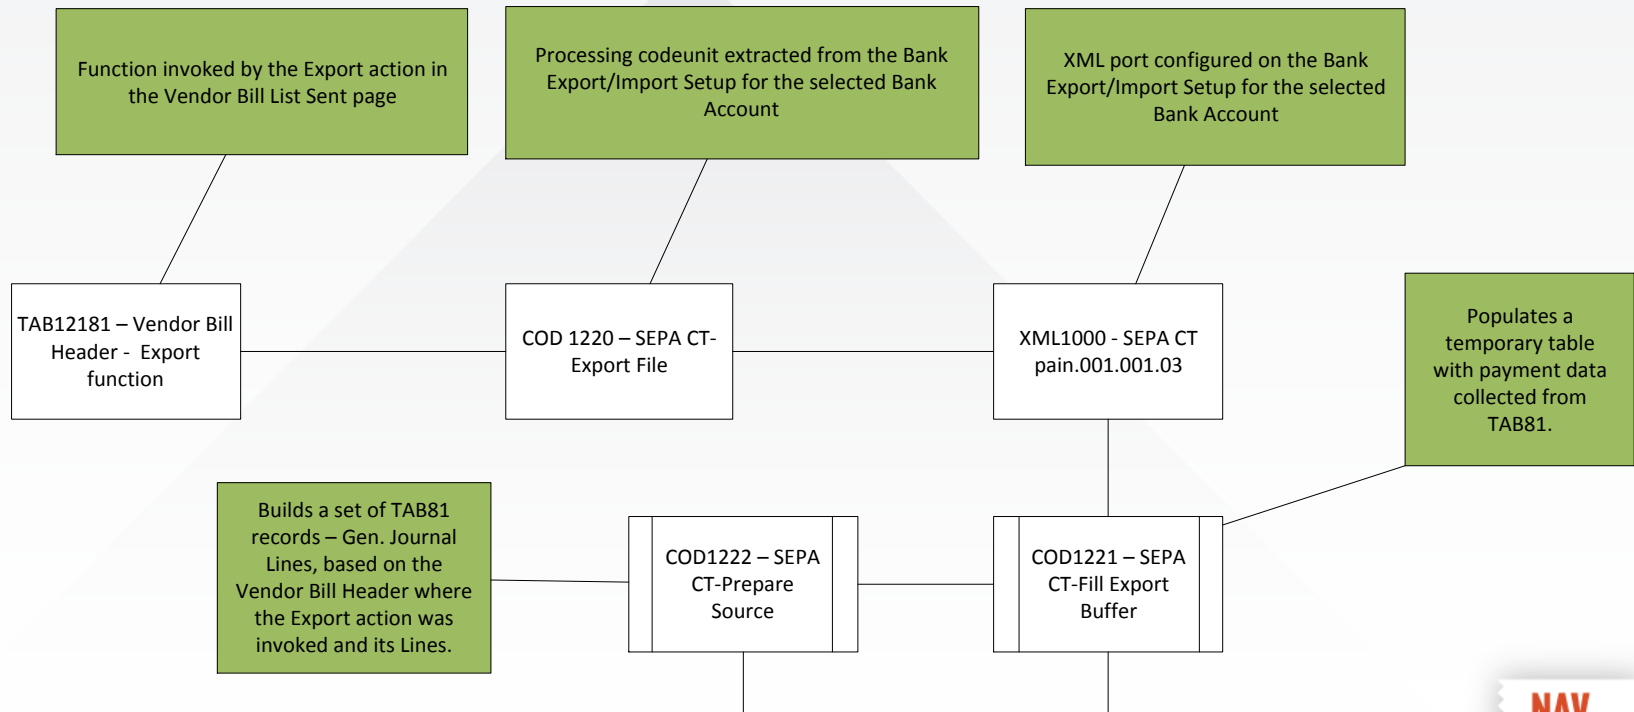 Function invoked by the Export action in
the Vendor Bill List Sent page
Processing codeunit extracted from the Bank
Export/Import Setup for the selected Bank
Account
XML port configured on the Bank
Export/Import Setup for the selected
Bank Account
TAB12181 – Vendor Bill
Header - Export
function
COD 1220 – SEPA CT-
Export File
XML1000 - SEPA CT
pain.001.001.03
Populates a
temporary table
with payment data
collected from
TAB81.
Builds a set of TAB81
records – Gen. Journal
Lines, based on the
Vendor Bill Header where
the Export action was
invoked and its Lines.
COD1222 – SEPA
CT-Prepare
Source
COD1221 – SEPA
CT-Fill Export
Buffer
NAV